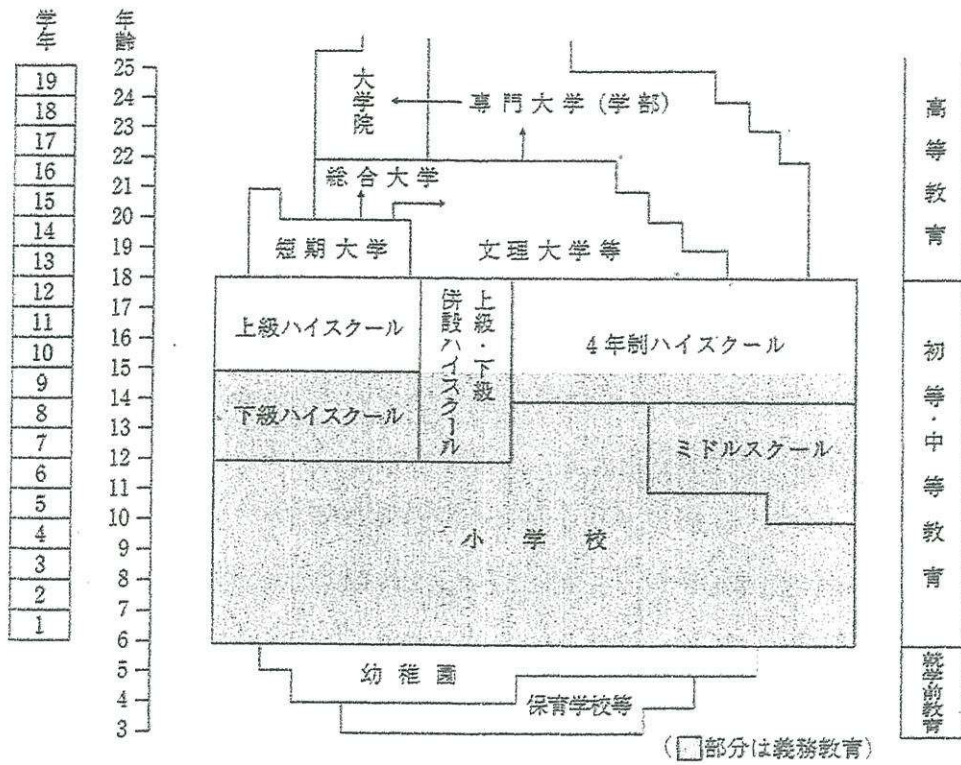 学年
年齢
19
18
17
16
15
14
13
12
11
10
9
8
7
6
5
4
3
2
1
25
24
23
22
21
20
19
18
17
16
15
14
13
12
11
10
9
8
7
6
5
4
3
大学院
専門大学(学部)
総合大学
短期大学
文理大学等
上級ハイスクール
下級ハイスクール
上級・下級
併設ハイスクール
4年制ハイスクール
ミドルスクール
小学校
幼稚園
保育学校等
高等教育
初等・中等教育
就学前教育
(□部分は義務教育)